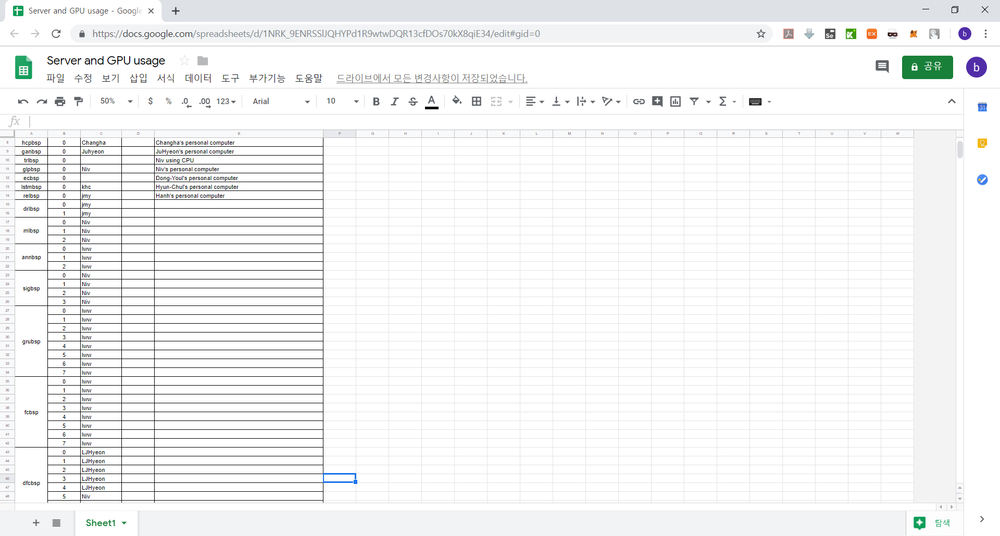 Server and GPU usage - Google
https://docs.google.com/spreadsheets/d/1NRK_9ENRSSlJQHYPd1R9wtwDQR13cfDOs70kX8qiE34/edit#gid=0
Se
EX
b
Server and GPU usage
공유
b
파일 수정 보기 삽입 서식 데이터 도구 부가기능 도움말 드라이브에서 모든 변경사항이 저장되었습니다.
50% $ % .0 .00 123 Arial 10 B I S A
31
fx
A B C D E F G H I J K L M N O P Q R S T U V W
8 hcpbsp 0 Changha Changha's personal computer
9 ganbsp 0 Juhyeon JuHyeon's personal computer
10 trlbsp 0 Niv using CPU
11 glpbsp 0 Niv Niv's personal computer
12 ecbsp 0 Dong-Youl's personal computer
13 lstmbsp 0 khc Hyun-Chul's personal computer
14 relbsp 0 jmy Hanh's personal computer
15 drlbsp 0 jmy
16 1 jmy
17 0 Niv
18 mlbsp 1 Niv
19 2 Niv
20 0 lww
21 annbsp 1 lww
22 2 lww
23 0 Niv
24 sigbsp 1 Niv
25 2 Niv
26 3 Niv
27 0 lww
28 1 lww
29 2 lww
30 grubsp 3 lww
31 4 lww
32 5 lww
33 6 lww
34 7 lww
35 0 lww
36 1 lww
37 2 lww
38 fcbsp 3 lww
39 4 lww
40 5 lww
41 6 lww
42 7 lww
43 0 LJHyeon
44 1 LJHyeon
45 2 LJHyeon
46 dfcbsp 3 LJHyeon
47 4 LJHyeon
48 5 Niv
Sheet1
탐색